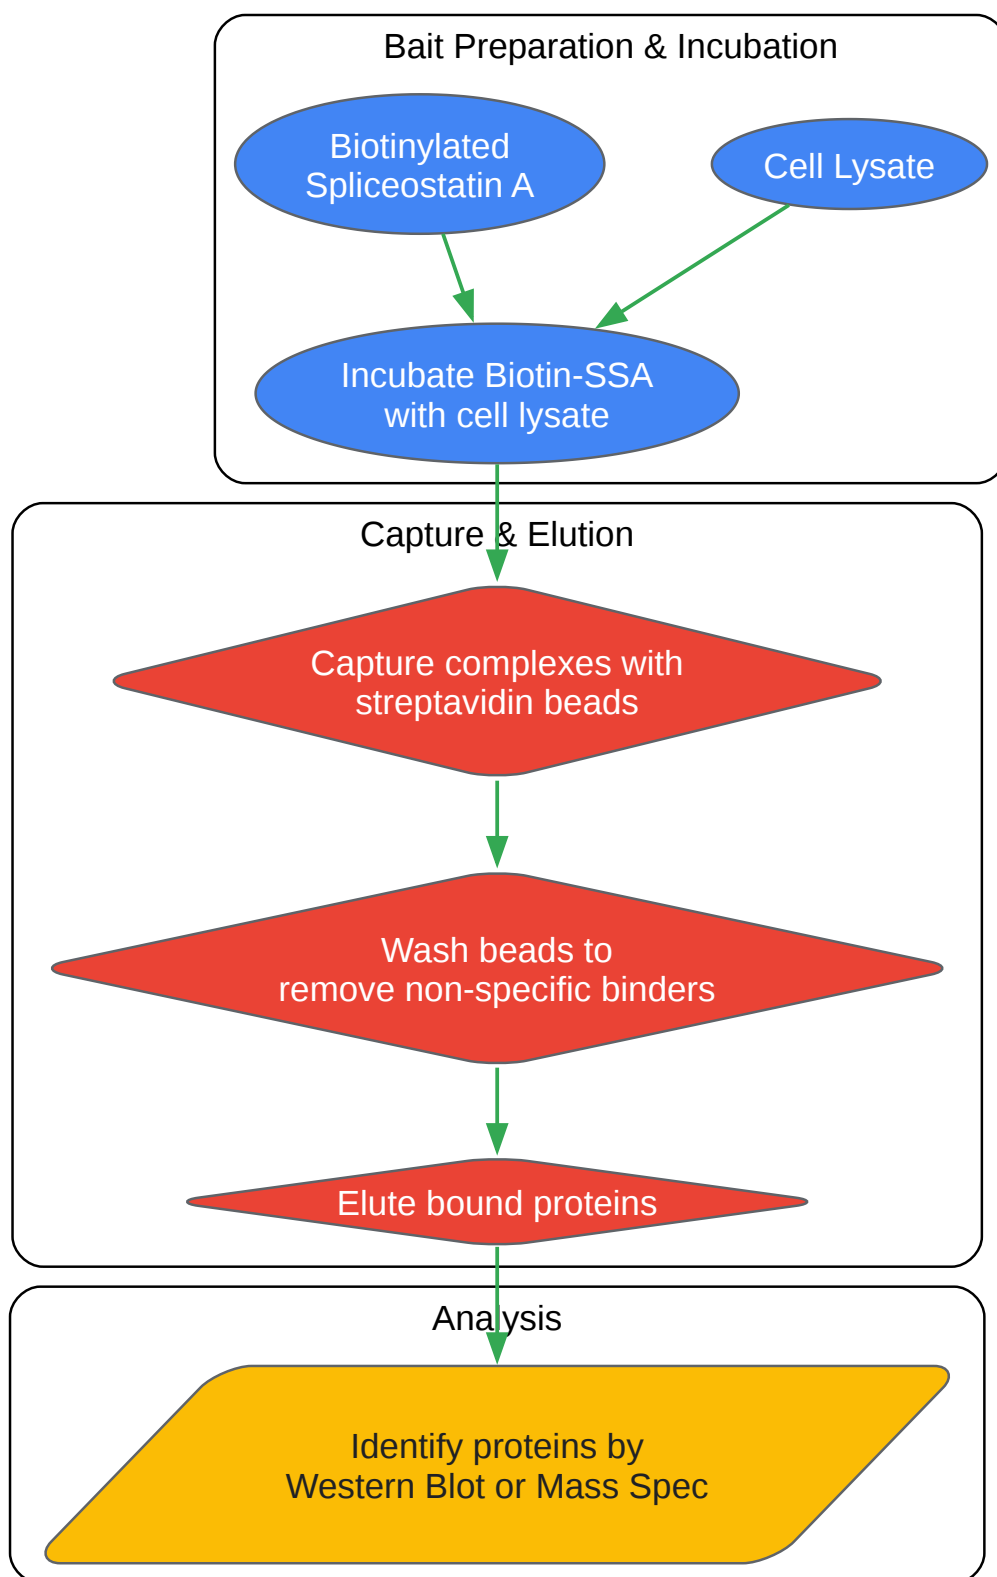 Bait Preparation & Incubation
Biotinylated
Spliceostatin A
Cell Lysate
Incubate Biotin-SSA
with cell lysate
Capture & Elution
Capture complexes with
streptavidin beads
Wash beads to
remove non-specific binders
Elute bound proteins
Analysis
Identify proteins by
Western Blot or Mass Spec